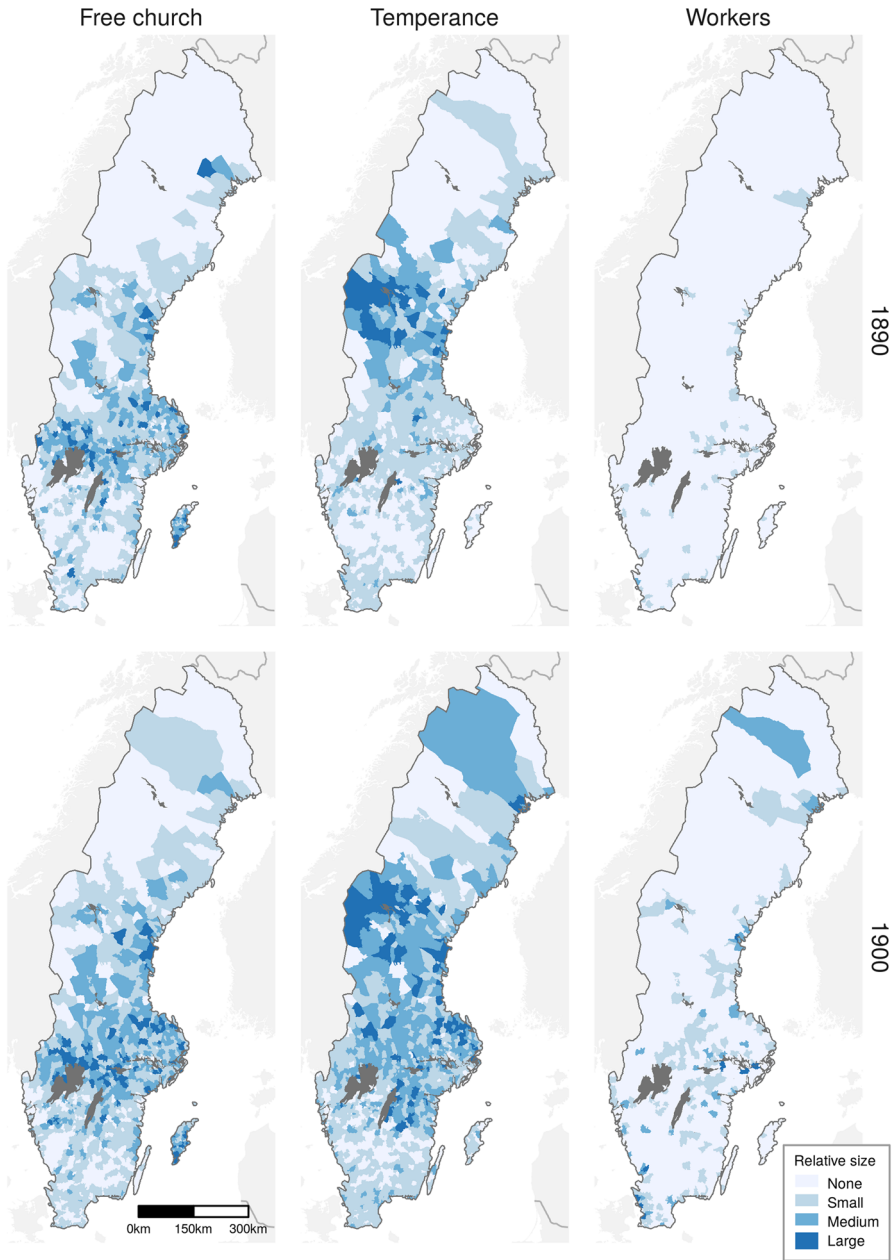 Free church
Temperance
Workers
1890
1900
0km 150km 300km
Relative size
None
Small
Medium
Large